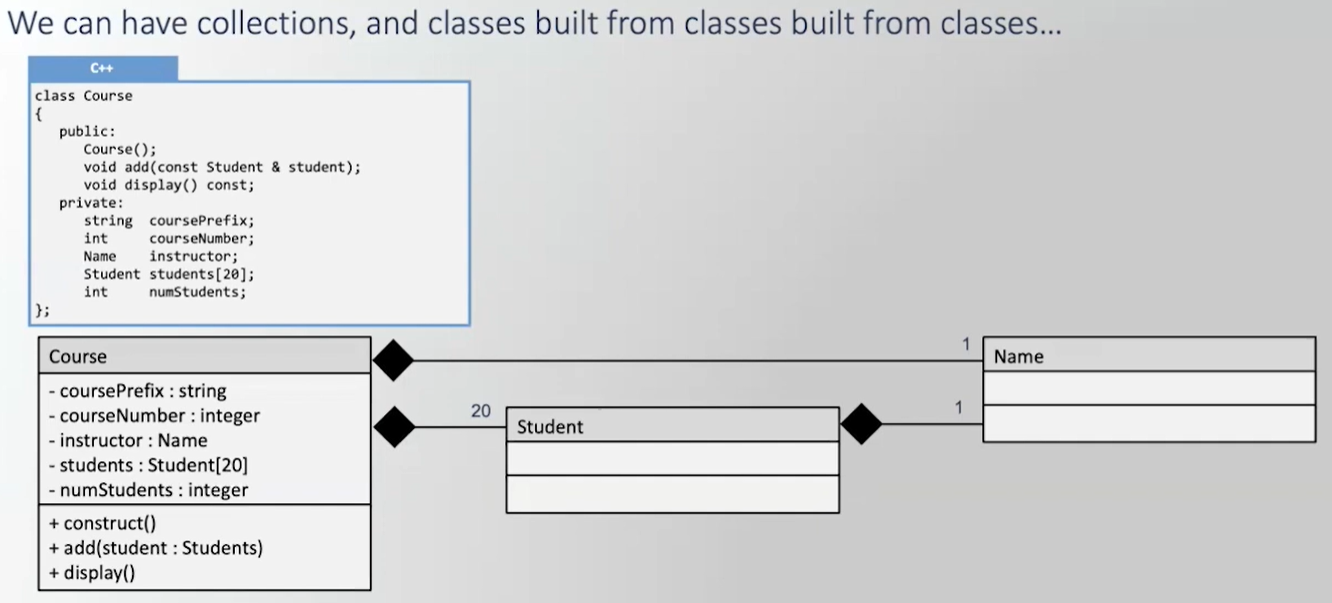 We can have collections, and classes built from classes built from classes...
C++
class Course
{
public:
Course();
void add(const Student & student);
void display() const;
private:
string coursePrefix;
int courseNumber;
Name instructor;
Student students[20];
int numStudents;
};
Course
- coursePrefix : string
- courseNumber : integer
- instructor : Name
- students : Student[20]
- numStudents : integer
+ construct()
+ add(student : Students)
+ display()
20
Student
1
1
Name